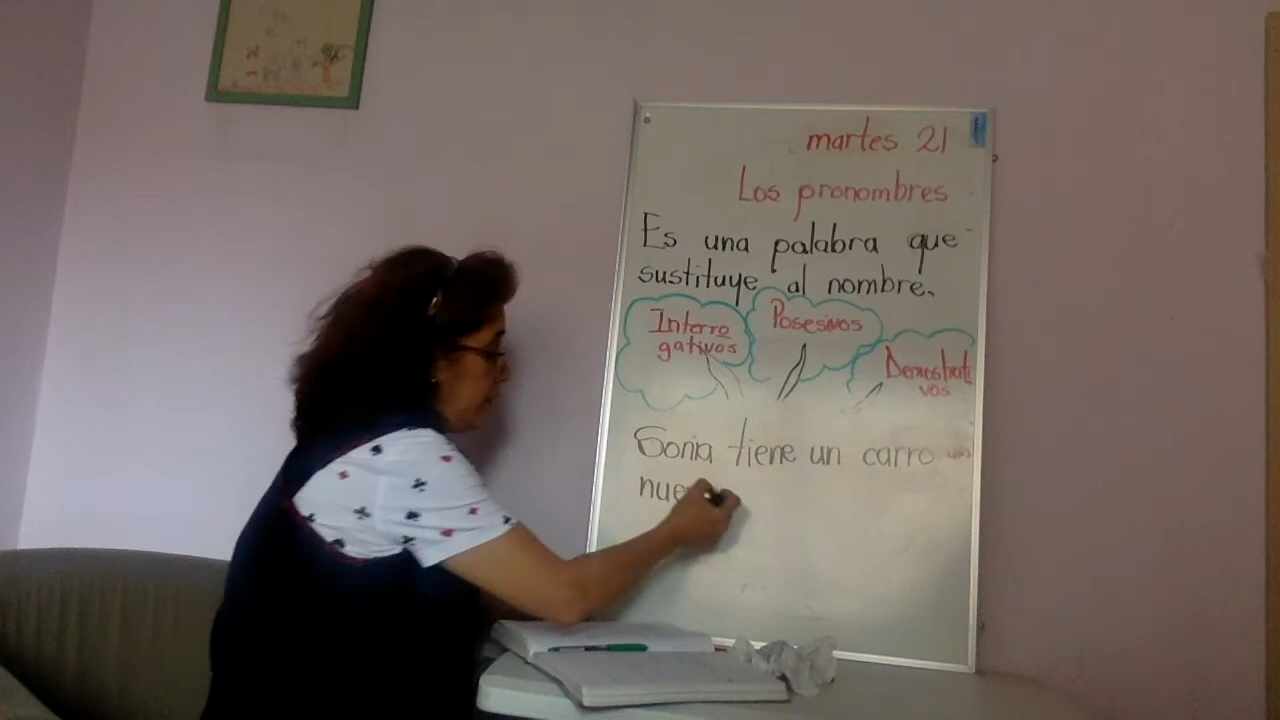 martes 21
Los pronombres
Es una palabra que
sustituye al nombre.
Interro
gativos
Posesivos
Demostrati
vos
Sonia tiene un carro
nue